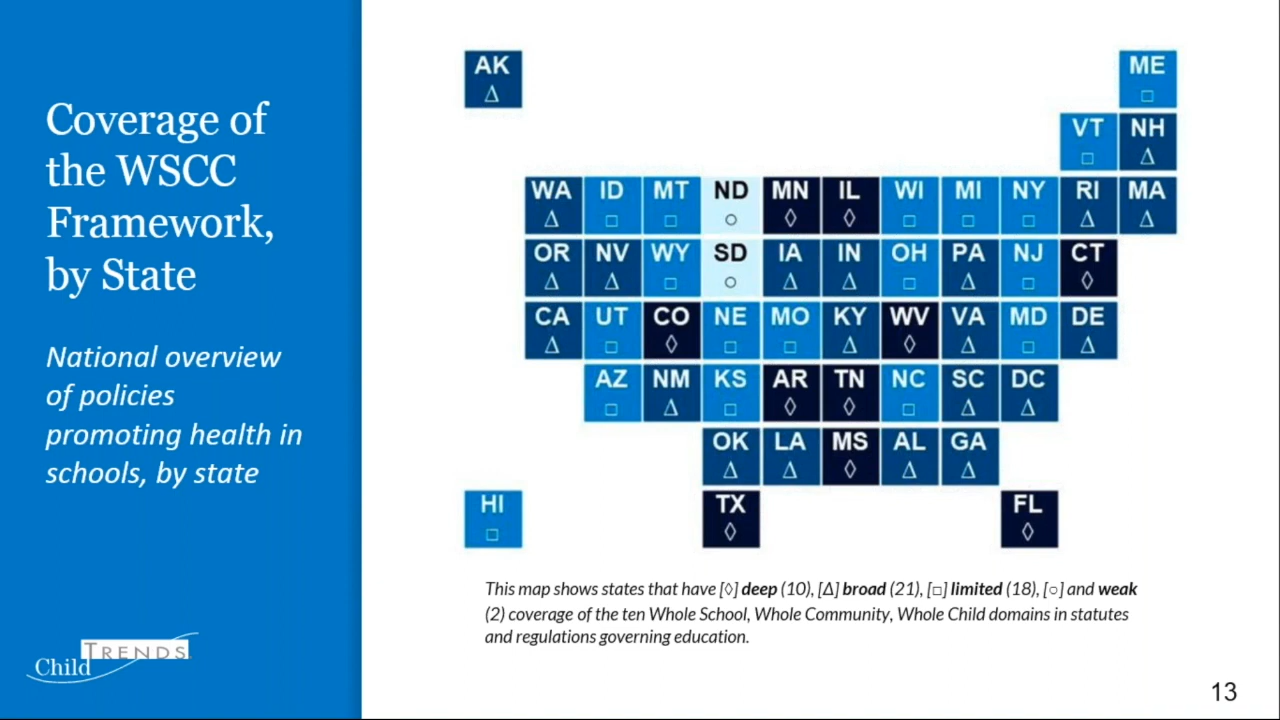 Coverage of
the WSCC
Framework,
by State
National overview
of policies
promoting health in
schools, by state
Child TRENDS
AK ME
Δ □
VT NH
□ Δ
WA ID MT ND MN IL WI MI NY RI MA
Δ □ □ ○ ◊ ◊ □ □ □ Δ Δ
OR NV WY SD IA IN OH PA NJ CT
Δ Δ □ ○ Δ Δ □ Δ □ ◊
CA UT CO NE MO KY WV VA MD DE
Δ □ ◊ □ □ Δ ◊ Δ □ Δ
AZ NM KS AR TN NC SC DC
□ Δ □ ◊ ◊ □ Δ Δ
OK LA MS AL GA
Δ Δ ◊ Δ Δ
HI TX FL
□ ◊ ◊
This map shows states that have [◊] deep (10), [Δ] broad (21), [□] limited (18), [○] and weak
(2) coverage of the ten Whole School, Whole Community, Whole Child domains in statutes
and regulations governing education.
13